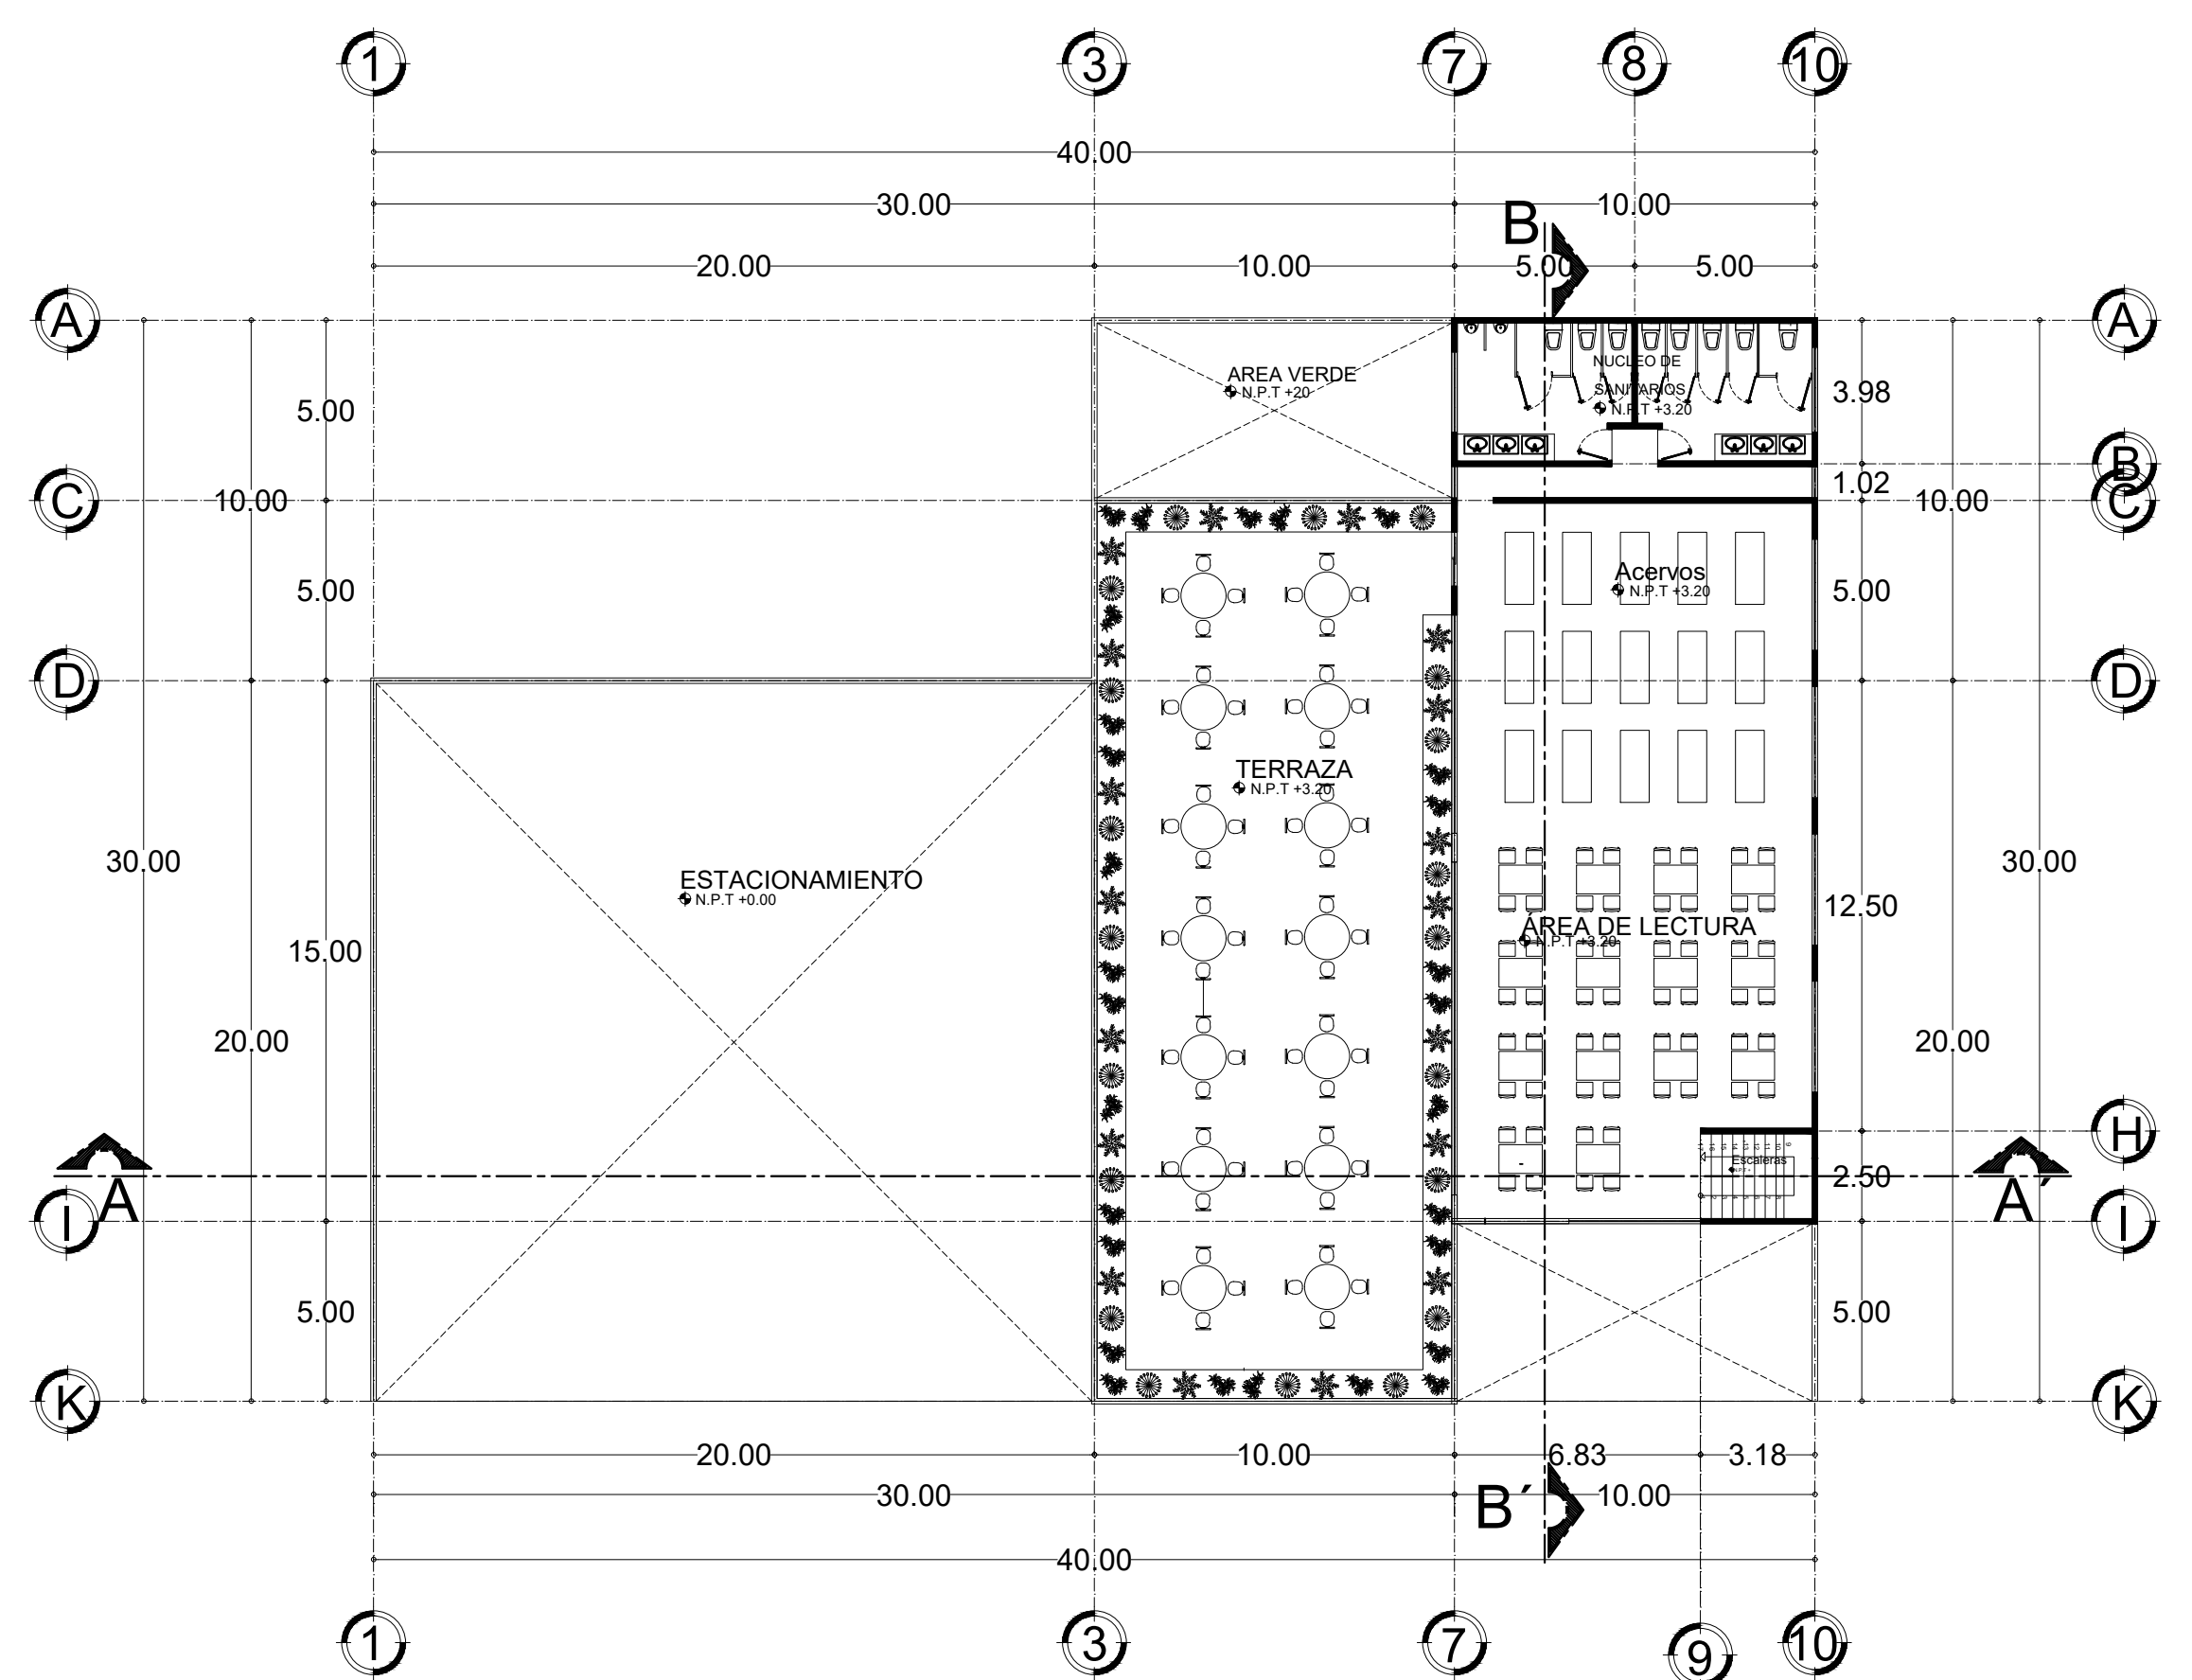 1
3
7
8
10
40.00
30.00
10.00
B
20.00
10.00
5.00
5.00
A
A
AREA VERDE
N.P.T +20
NUCLEO DE
SANITARIOS
N.P.T +3.20
5.00
3.98
B
C
10.00
1.02
10.00
C
Acervos
N.P.T +3.20
5.00
5.00
D
D
TERRAZA
N.P.T +3.20
30.00
ESTACIONAMIENTO
N.P.T +0.00
30.00
12.50
ÁREA DE LECTURA
N.P.T +3.20
15.00
20.00
20.00
H
Escaleras
2.50
A
A´
I
I
5.00
5.00
K
K
20.00
10.00
6.83
3.18
30.00
B´
10.00
40.00
1
3
7
9
10